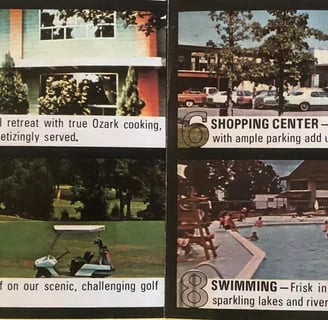 l retreat with true Ozark cooking,
etizingly served.
6 SHOPPING CENTER –
with ample parking add u
f on our scenic, challenging golf
8 SWIMMING – Frisk in
sparkling lakes and river